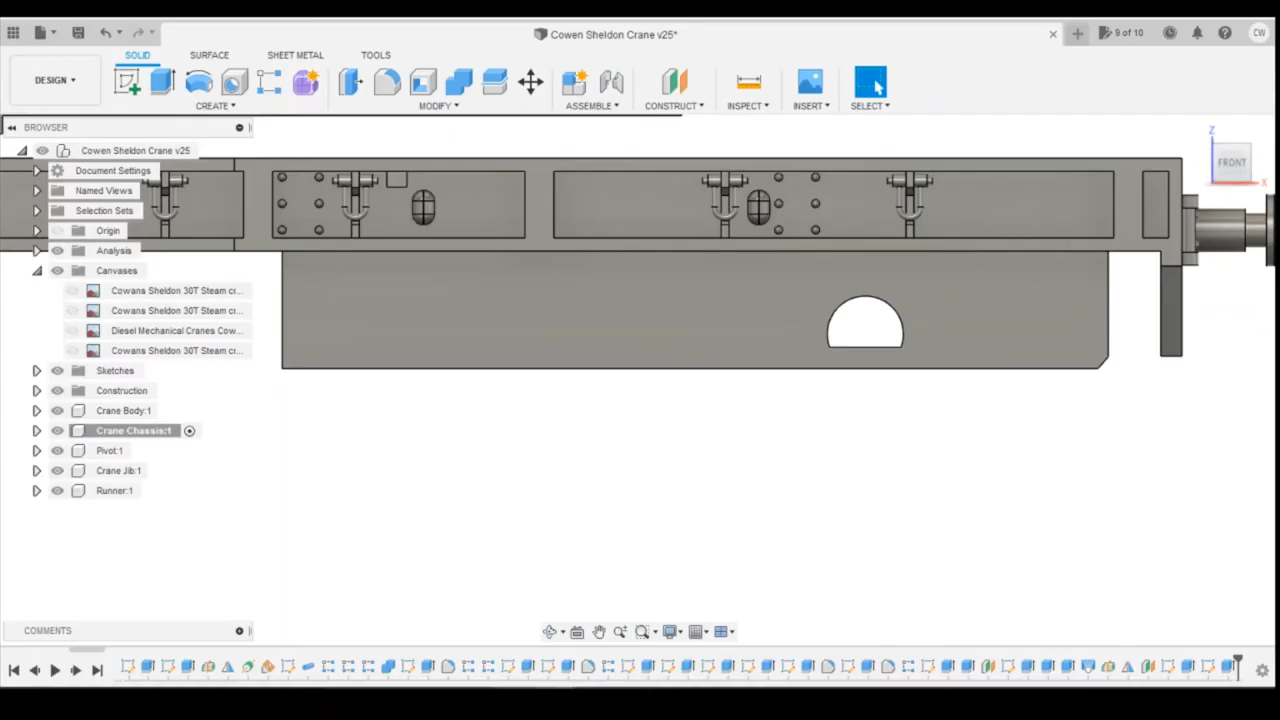 Cowen Sheldon Crane v25*
9 of 10
CW
DESIGN
SOLID
SURFACE
SHEET METAL
TOOLS
CREATE
MODIFY
ASSEMBLE
CONSTRUCT
INSPECT
INSERT
SELECT
BROWSER
Cowen Sheldon Crane v25
Document Settings
Named Views
Selection Sets
Origin
Analysis
Canvases
Cowans Sheldon 30T Steam cr...
Cowans Sheldon 30T Steam cr...
Diesel Mechanical Cranes Cow...
Cowans Sheldon 30T Steam cr...
Sketches
Construction
Crane Body:1
Crane Chassis:1
Pivot:1
Crane Jib:1
Runner:1
Z
FRONT
X
COMMENTS